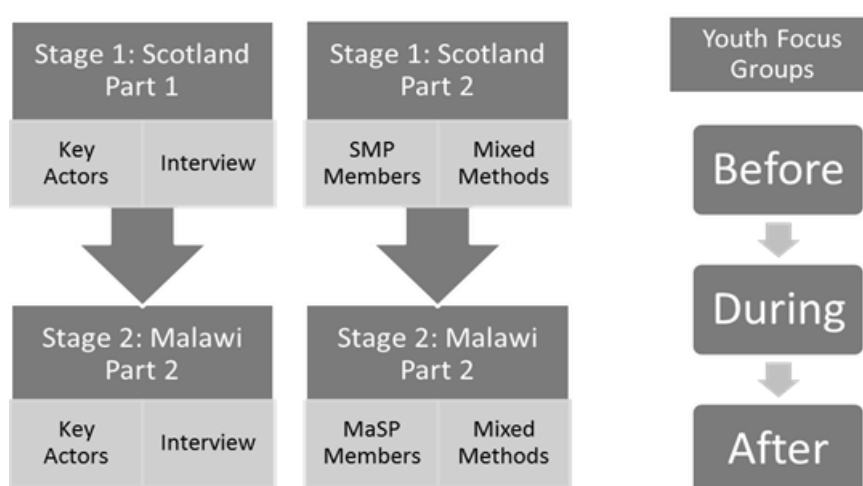 Stage 1: Scotland
Part 1
Key
Actors
Interview
Stage 2: Malawi
Part 2
Key
Actors
Interview
Stage 1: Scotland
Part 2
SMP
Members
Mixed
Methods
Stage 2: Malawi
Part 2
MaSP
Members
Mixed
Methods
Youth Focus
Groups
Before
During
After